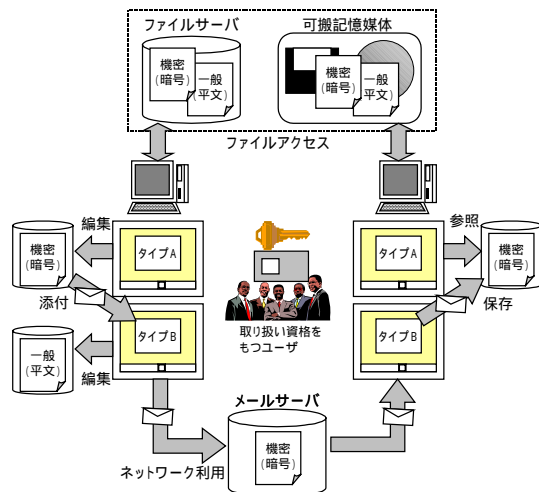 ファイルサーバ
可搬記憶媒体
機密
(暗号)
一般
(平文)
機密
(暗号)
一般
(平文)
ファイルアクセス
編集
機密
(暗号)
タイプA
添付
タイプB
一般
(平文)
編集
取り扱い資格を
もつユーザ
タイプA
参照
機密
(暗号)
タイプB
保存
メールサーバ
機密
(暗号)
ネットワーク利用